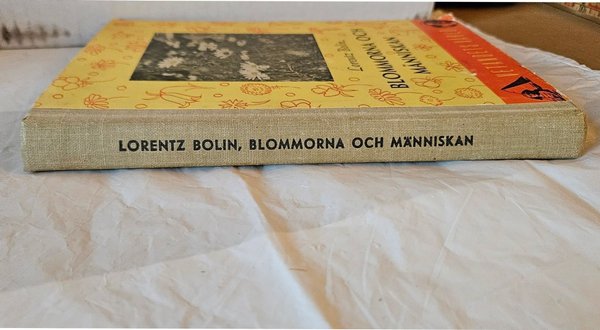 LORENTZ BOLIN, BLOMMORNA OCH MÄNNISKAN
Lorentz Bolin
BLOMMORNA OCH
MÄNNISKAN